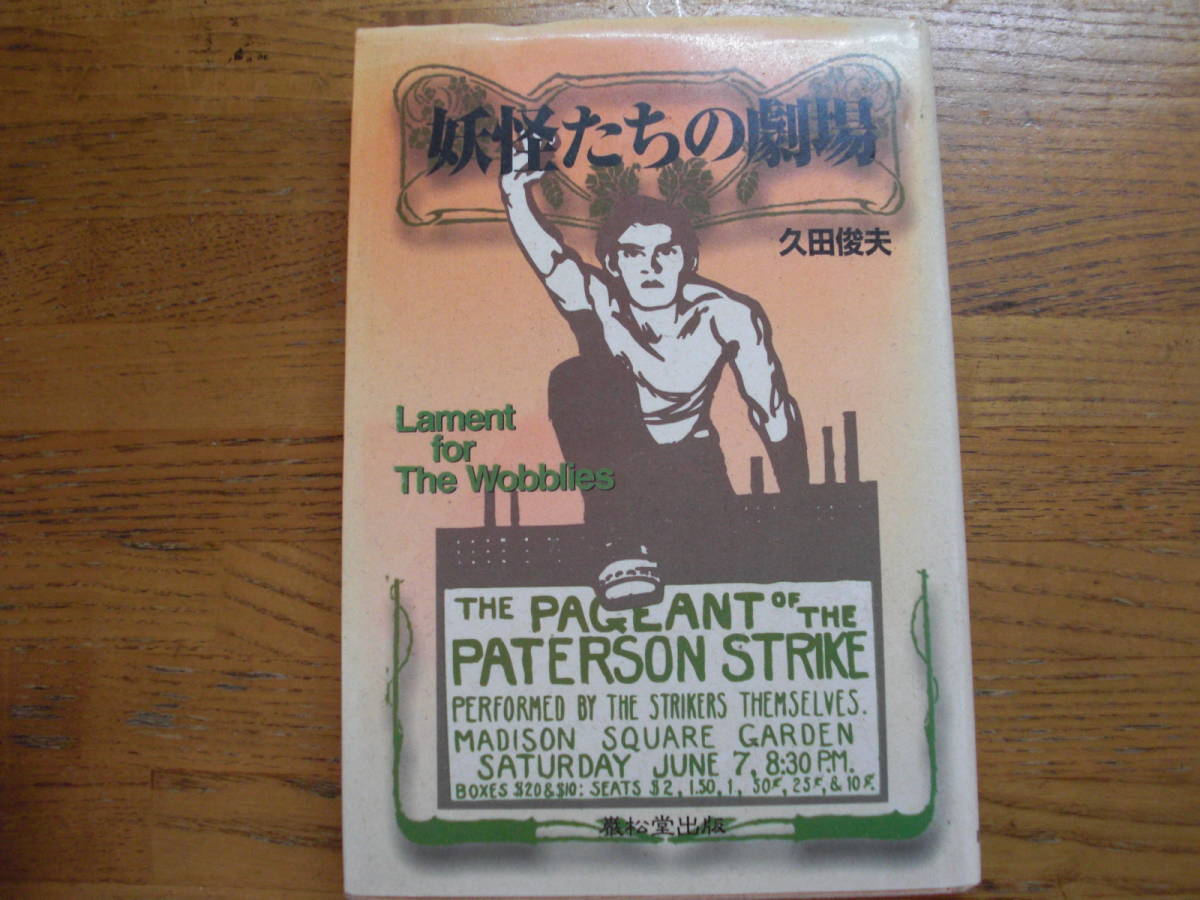 妖怪たちの劇場
久田俊夫
Lament
for
The Wobblies
THE PAGEANT OF THE
PATERSON STRIKE
PERFORMED BY THE STRIKERS THEMSELVES.
MADISON SQUARE GARDEN
SATURDAY JUNE 7, 8:30 P.M.
BOXES $20 & $10: SEATS $2, 1.50, 1, 50¢, 25¢, & 10¢.
巌松堂出版